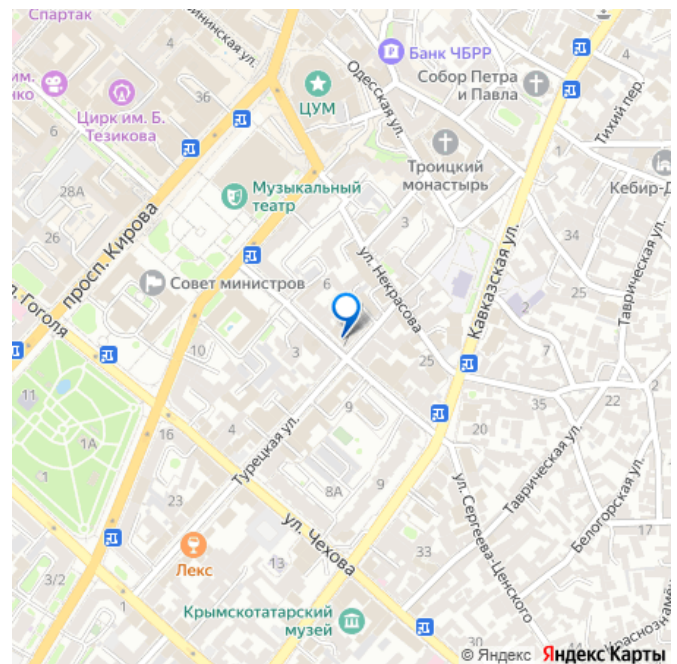 Спартак
4
нинская ул.
Банк ЧБРР
Собор Петра
и Павла
им.
нко
Цирк им. Б.
Тезикова
36
ЦУМ
Одесская ул.
Тихий пер.
Троицкий
монастырь
Кебир-Д
28А
Музыкальный
театр
26
просп. Кирова
3
34
Совет министров
6
ул. Некрасова
Кавказская ул.
Таврическая ул.
25
л. Гоголя
2
10
3
7
25
11
35
22
2
1А
16
4
9
20
Турецкая ул.
Таврическая ул.
1
8А
9
23
ул. Чехова
ул. Сергеева-Ценского
Белогорская ул.
17
Лекс
13
33
3/2
1
Крымскотатарский
музей
44
Краснознамён
© Яндекс Яндекс Карты